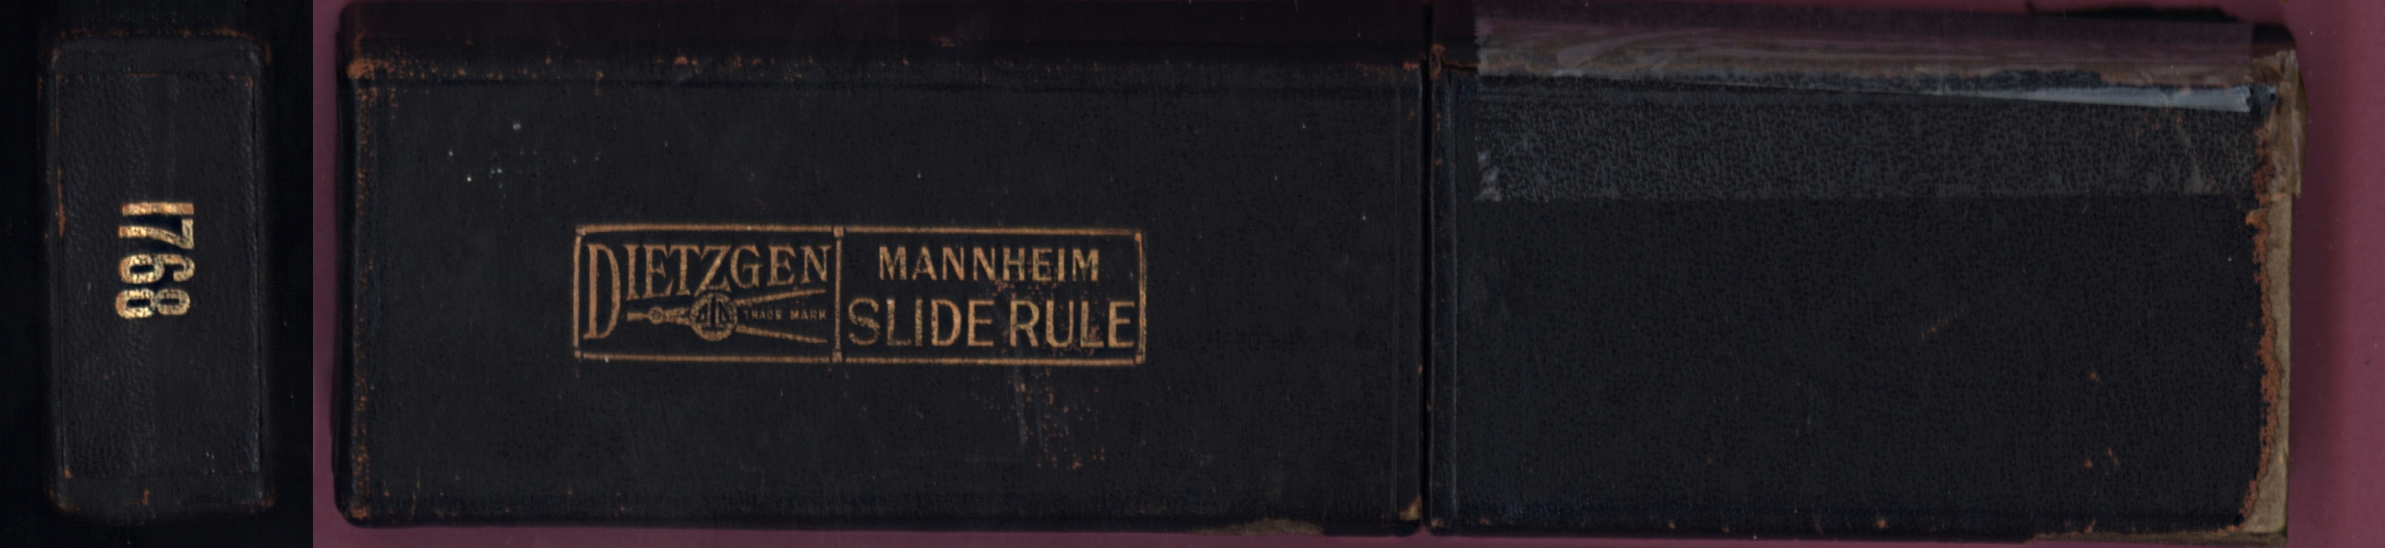 1768
DIETZGEN
TRADE MARK
MANNHEIM
SLIDE RULE